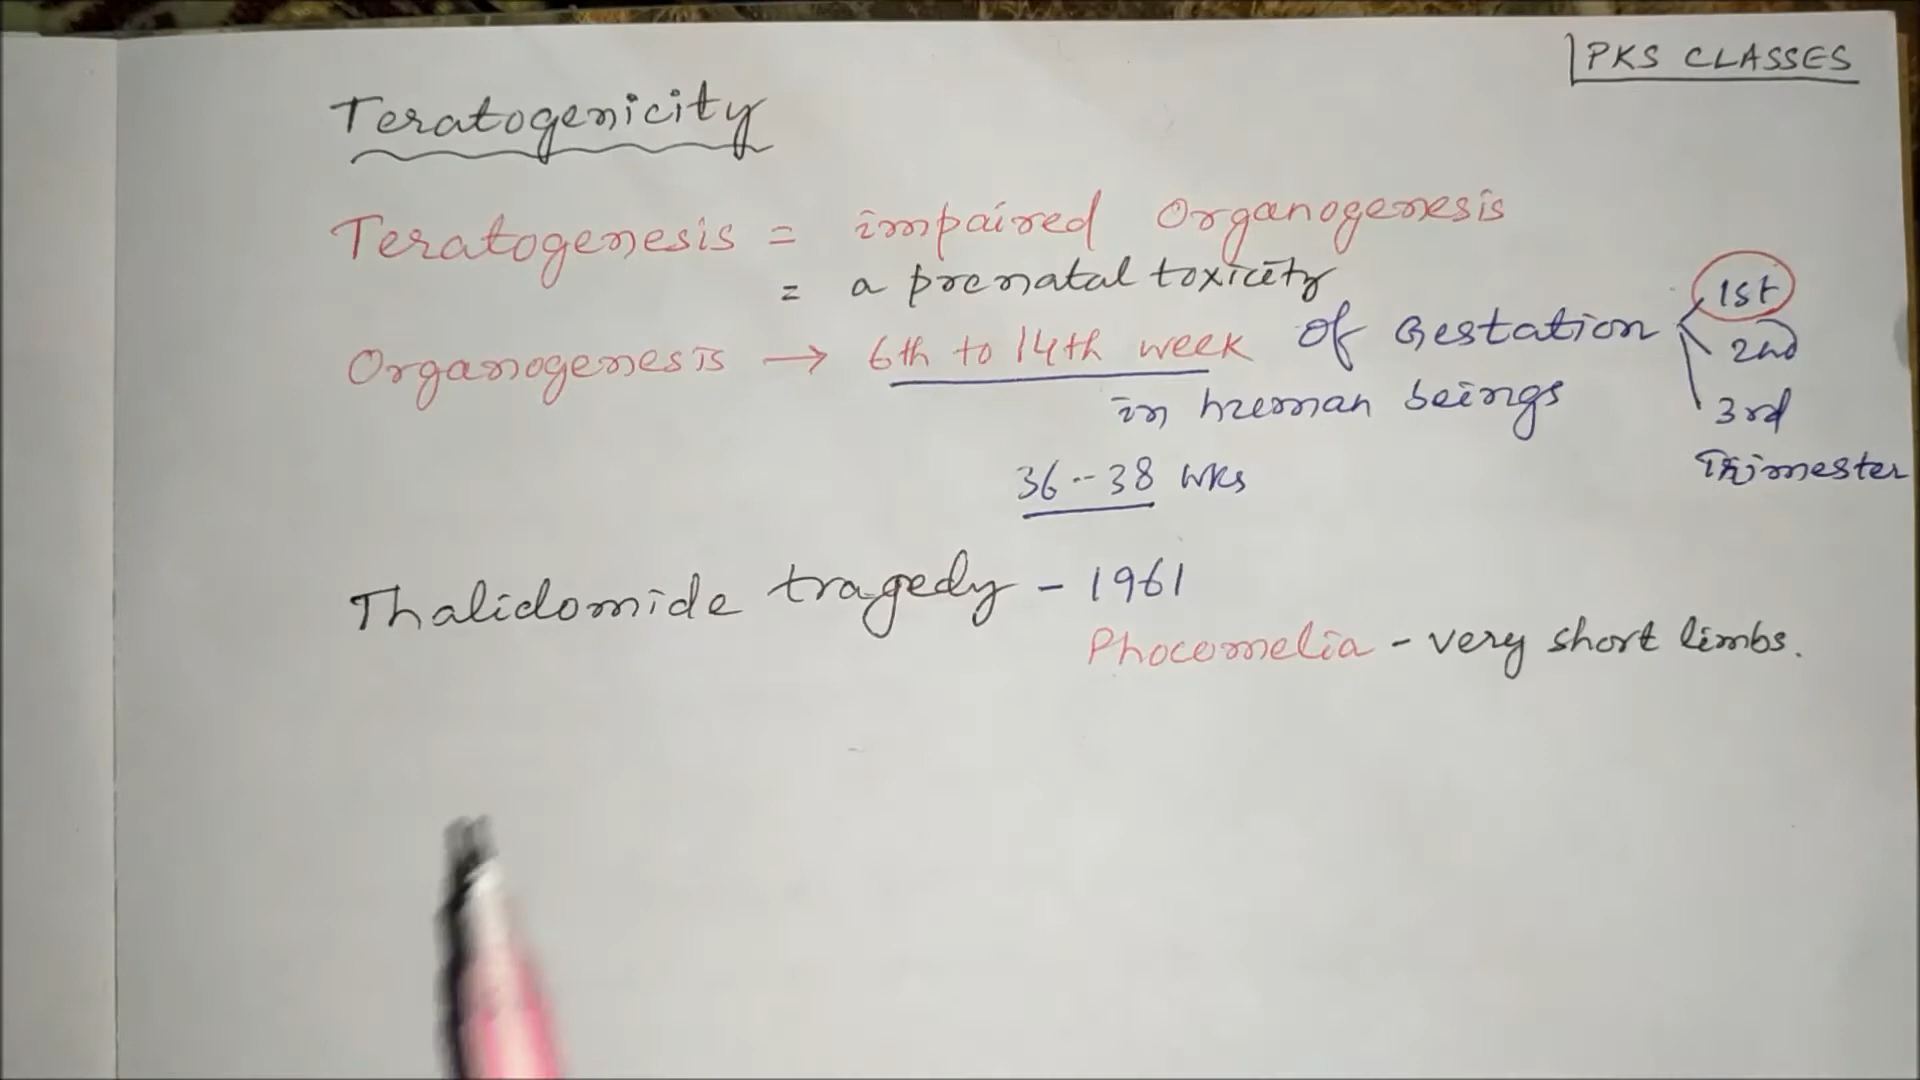 PKS CLASSES
Teratogenicity
Teratogenesis = impaired Organogenesis
= a prenatal toxicity
Organogenesis → 6th to 14th week of Gestation
in human beings
1st
2nd
3rd
Trimester
36--38 wks
Thalidomide tragedy - 1961
Phocomelia - very short limbs.